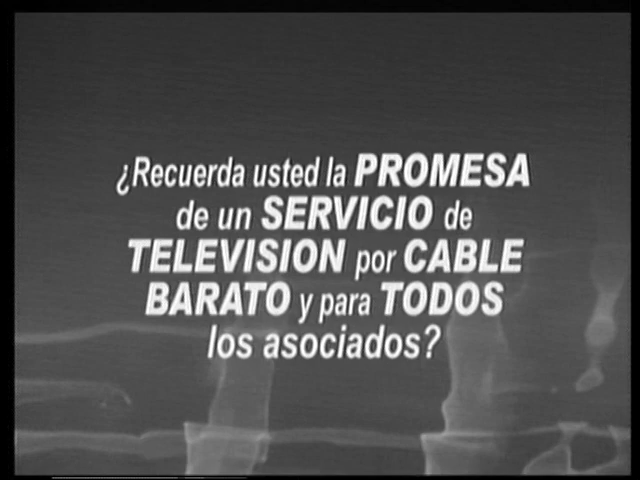 ¿Recuerda usted la PROMESA
de un SERVICIO de
TELEVISION por CABLE
BARATO y para TODOS
los asociados?